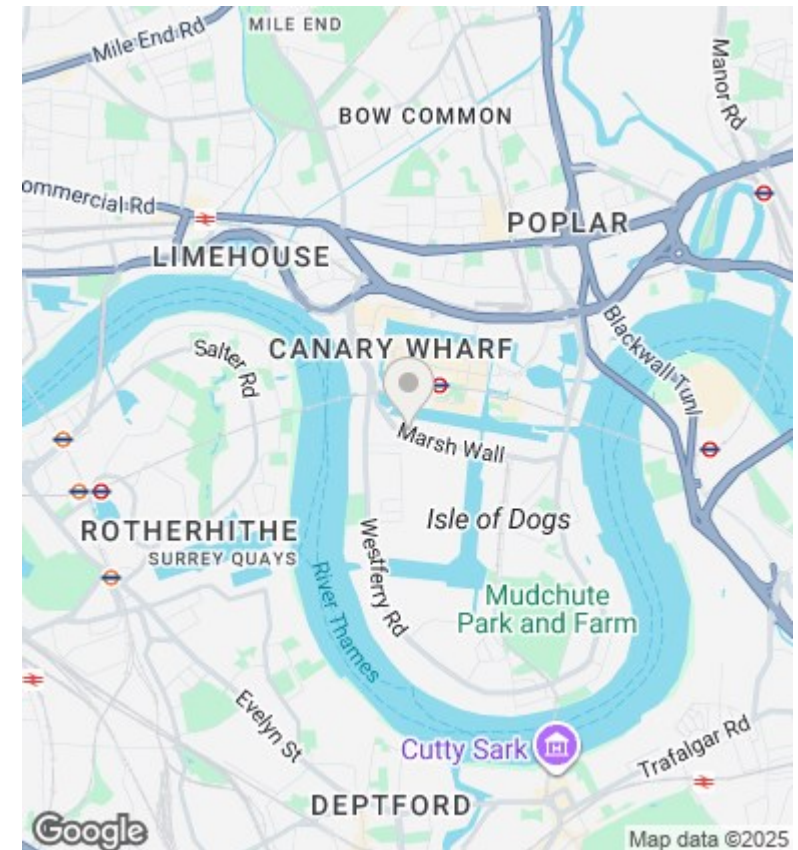 MILE END
Mile End Rd
Manor Rd
BOW COMMON
ommercial Rd
POPLAR
LIMEHOUSE
CANARY WHARF
Blackwall Tunl
Salter Rd
Marsh Wall
Isle of Dogs
ROTHERHITHE
SURREY QUAYS
Westferry Rd
River Thames
Mudchute
Park and Farm
Evelyn St
Cutty Sark
Trafalgar Rd
DEPTFORD
Google
Map data ©2025